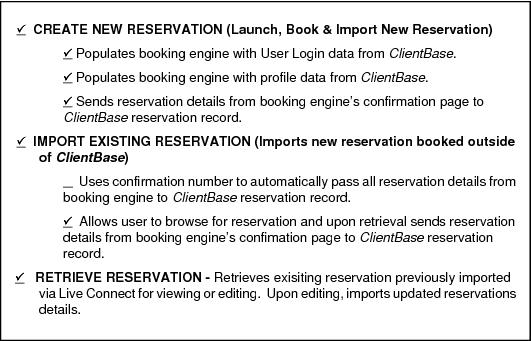 ✓ CREATE NEW RESERVATION (Launch, Book & Import New Reservation)
✓ Populates booking engine with User Login data from ClientBase.
✓ Populates booking engine with profile data from ClientBase.
✓ Sends reservation details from booking engine's confirmation page to
ClientBase reservation record.
✓ IMPORT EXISTING RESERVATION (Imports new reservation booked outside
of ClientBase)
_ Uses confirmation number to automatically pass all reservation details from
booking engine to ClientBase reservation record.
✓ Allows user to browse for reservation and upon retrieval sends reservation
details from booking engine's confimation page to ClientBase reservation
record.
✓ RETRIEVE RESERVATION - Retrieves exisiting reservation previously imported
via Live Connect for viewing or editing. Upon editing, imports updated reservations
details.